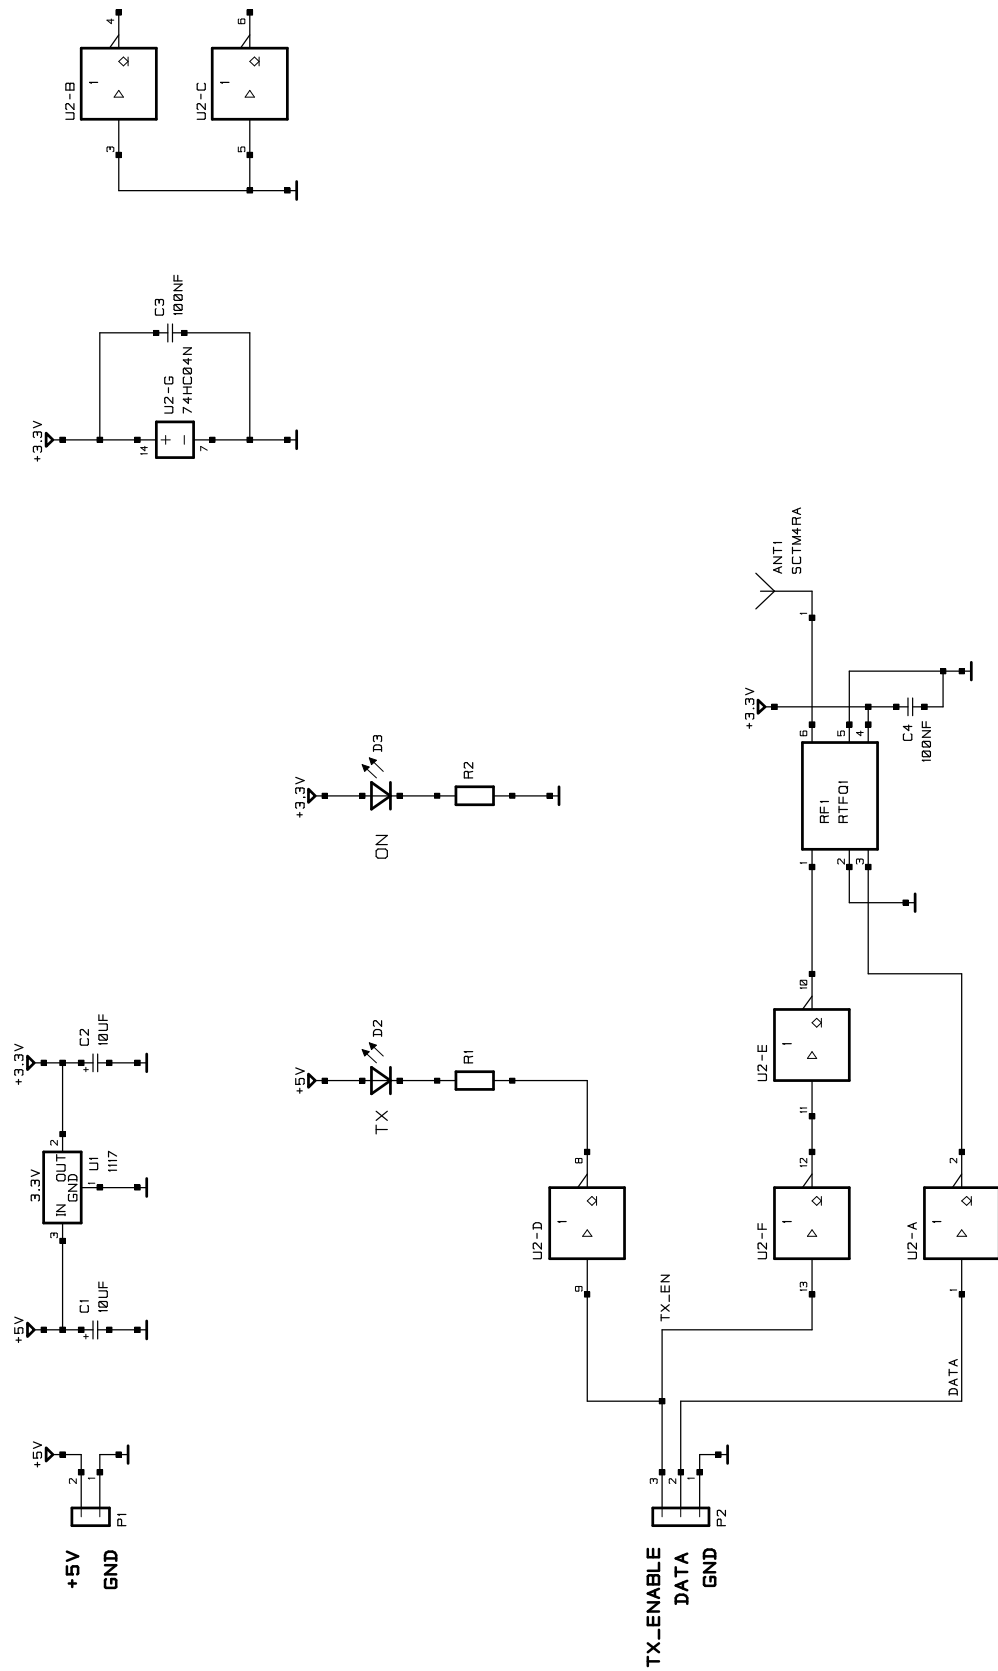 +5V
GND
P1
2
1
+5V
+5V
C1
10UF
3
3.3V
IN
OUT
GND
1
U1
1117
2
+3.3V
C2
10UF
+3.3V
14
7
U2-G
74HC04N
C3
100NF
U2-B
1
3
4
U2-C
1
5
6
+5V
TX
D2
R1
+3.3V
ON
D3
R2
TX_ENABLE
DATA
GND
P2
3
2
1
TX_EN
DATA
U2-D
1
9
8
U2-F
1
13
12
U2-A
1
1
2
U2-E
1
11
10
RF1
RTFQ1
1
2
3
6
5
4
+3.3V
C4
100NF
1
ANT1
SCTM4RA